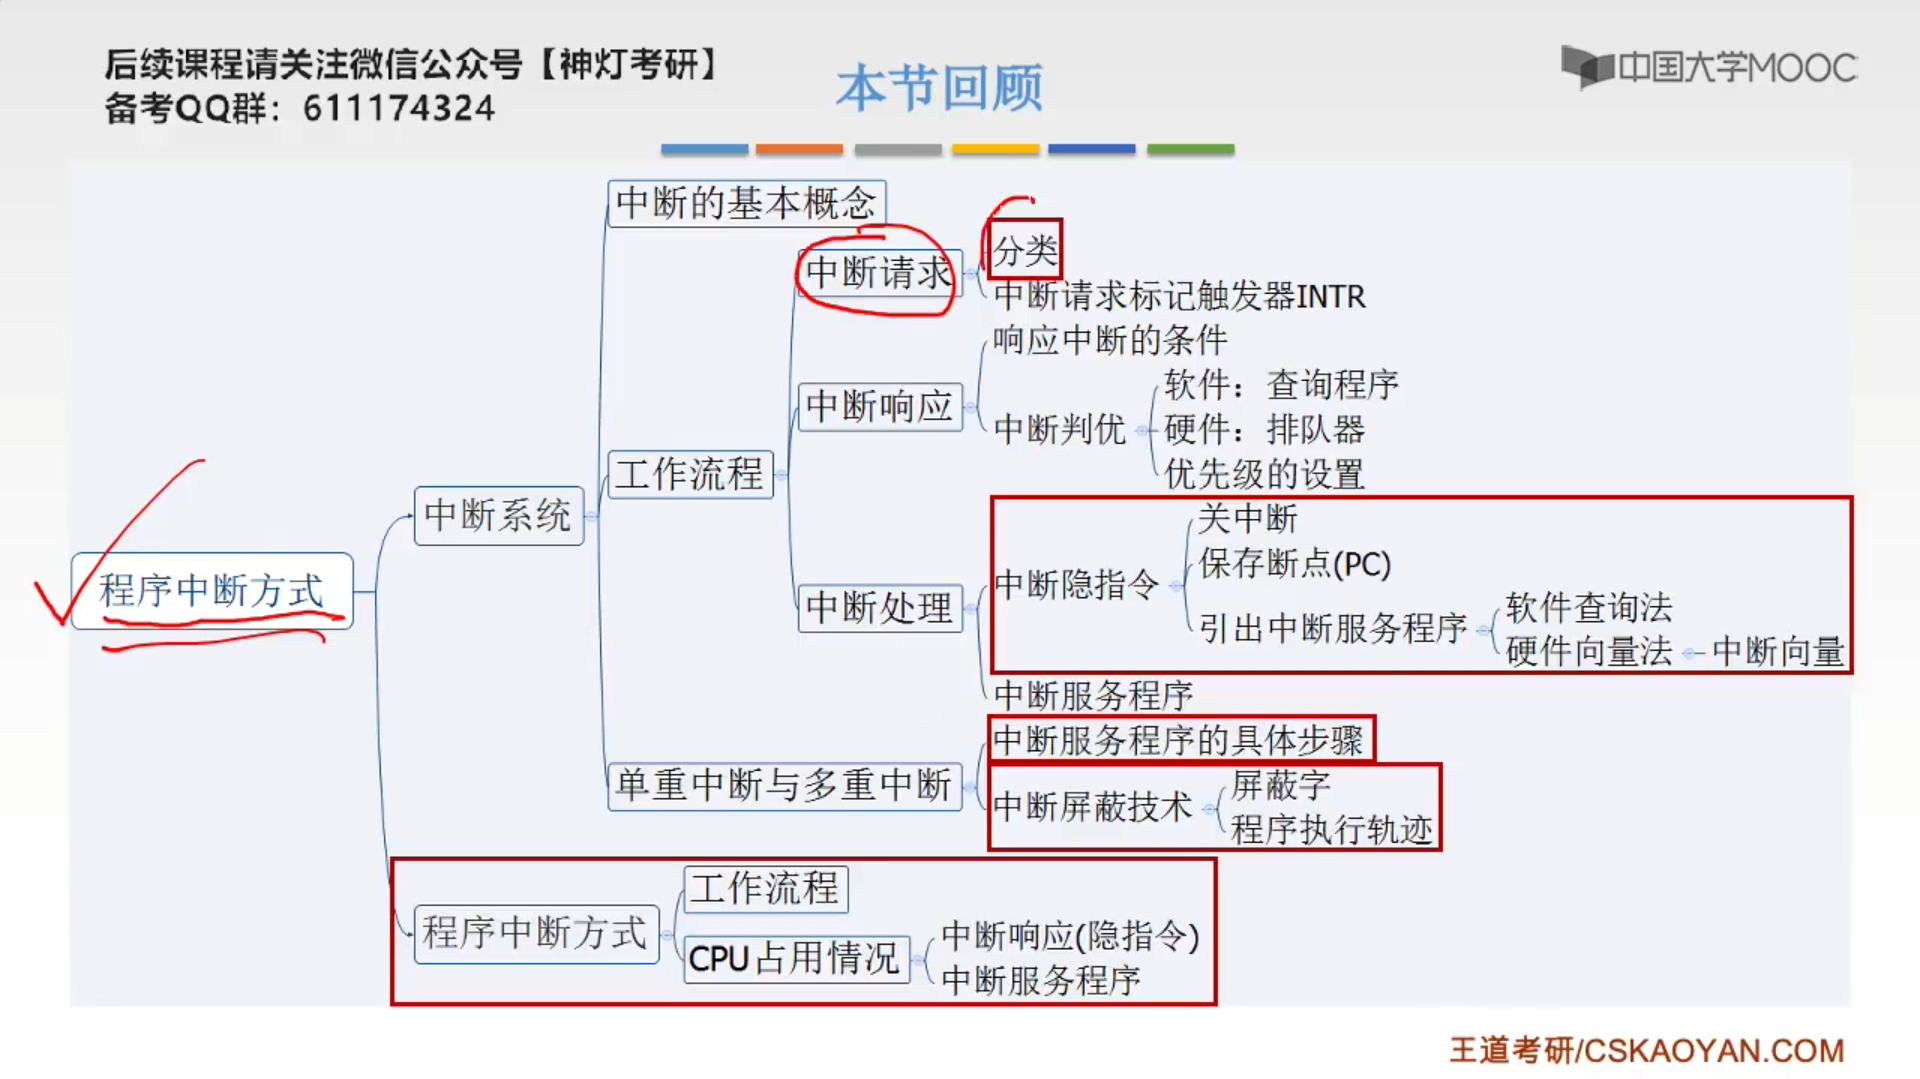 后续课程请关注微信公众号【神灯考研】
备考QQ群：611174324
本节回顾
中国大学MOOC
中断的基本概念
中断请求
分类
中断请求标记触发器INTR
响应中断的条件
中断响应
软件：查询程序
中断判优
硬件：排队器
优先级的设置
工作流程
中断系统
关中断
保存断点(PC)
中断隐指令
程序中断方式
中断处理
引出中断服务程序
软件查询法
硬件向量法
中断向量
中断服务程序
中断服务程序的具体步骤
单重中断与多重中断
屏蔽字
中断屏蔽技术
程序执行轨迹
工作流程
程序中断方式
中断响应(隐指令)
CPU占用情况
中断服务程序
王道考研/CSKAOYAN.COM